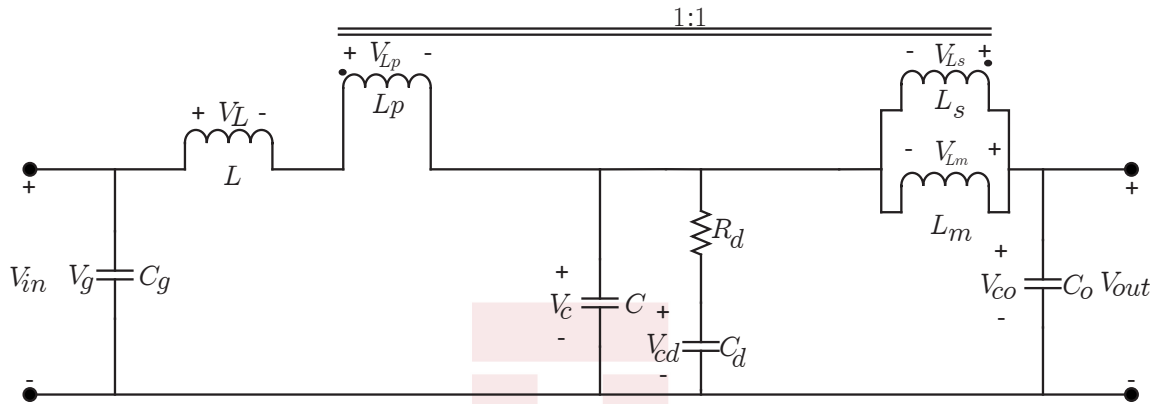 1:1
+ V_Lp -
+ V_L -
Lp
L
- V_Ls +
L_s
- V_Lm +
L_m
+
V_in
-
V_g
C_g
+
V_c
-
C
R_d
+
V_cd
-
C_d
+
V_co
-
C_o
+
V_out
-